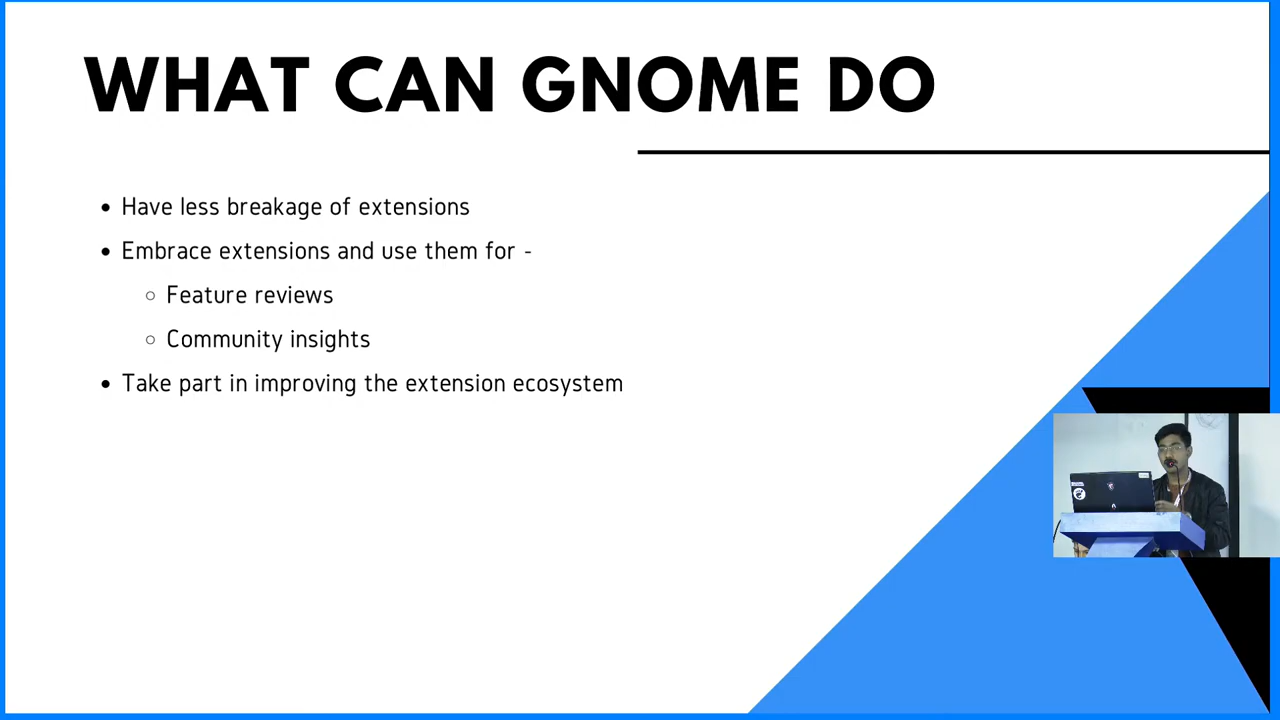 WHAT CAN GNOME DO
• Have less breakage of extensions
• Embrace extensions and use them for -
○ Feature reviews
○ Community insights
• Take part in improving the extension ecosystem